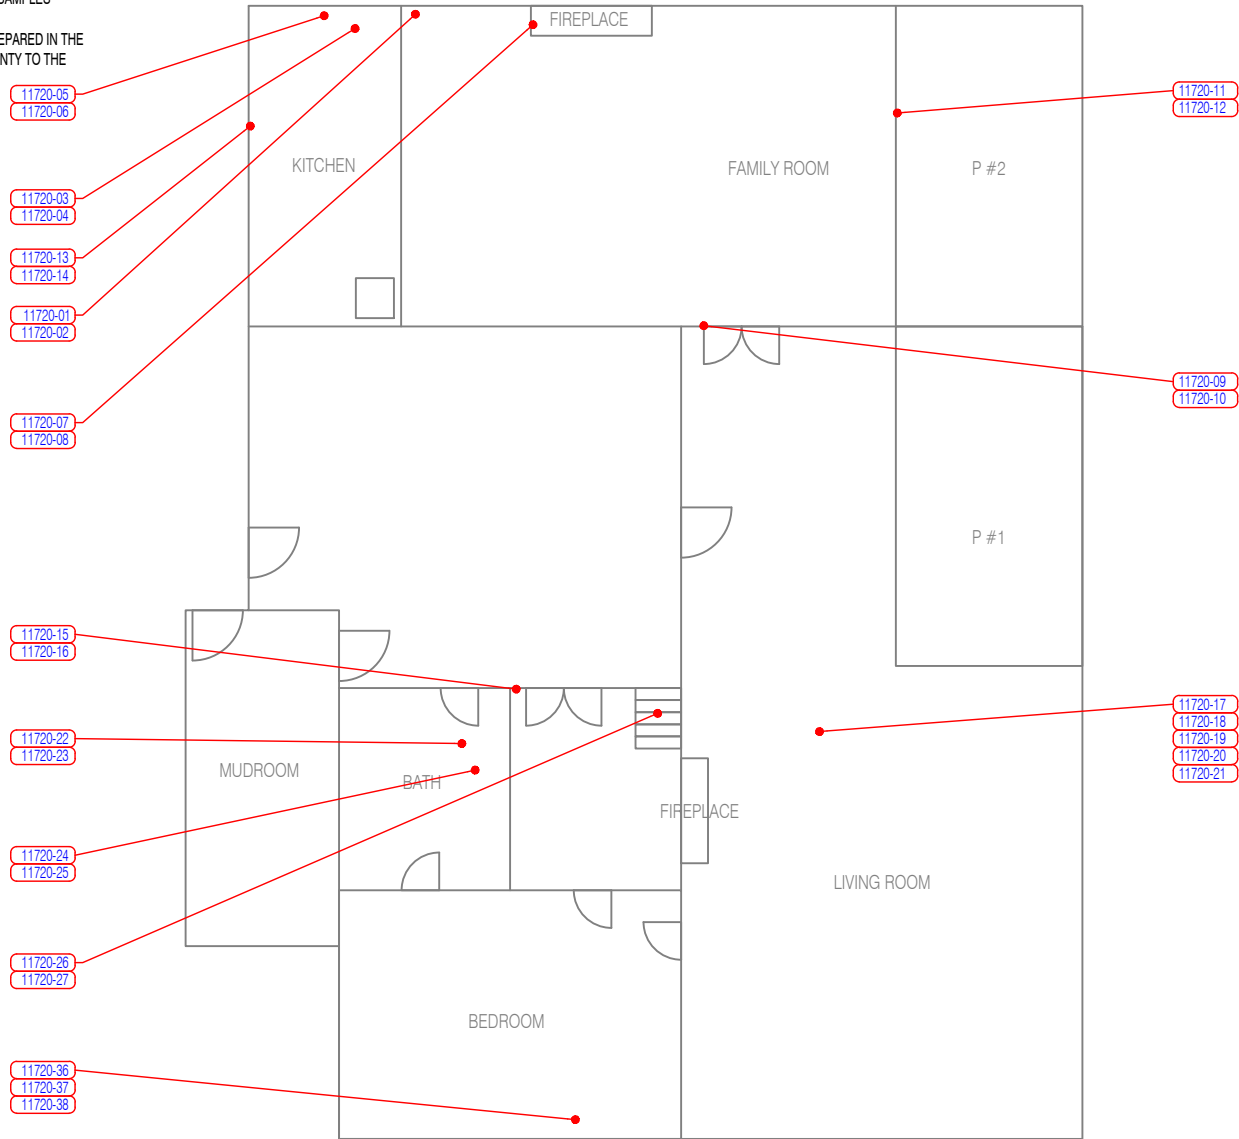 SAMPLES
EPARED IN THE
NTY TO THE
FIREPLACE
11720-05
11720-06
11720-11
11720-12
KITCHEN
FAMILY ROOM
P #2
11720-03
11720-04
11720-13
11720-14
11720-01
11720-02
11720-09
11720-10
11720-07
11720-08
P #1
11720-15
11720-16
11720-22
11720-23
11720-17
11720-18
11720-19
11720-20
11720-21
MUDROOM
BATH
FIREPLACE
11720-24
11720-25
LIVING ROOM
11720-26
11720-27
BEDROOM
11720-36
11720-37
11720-38